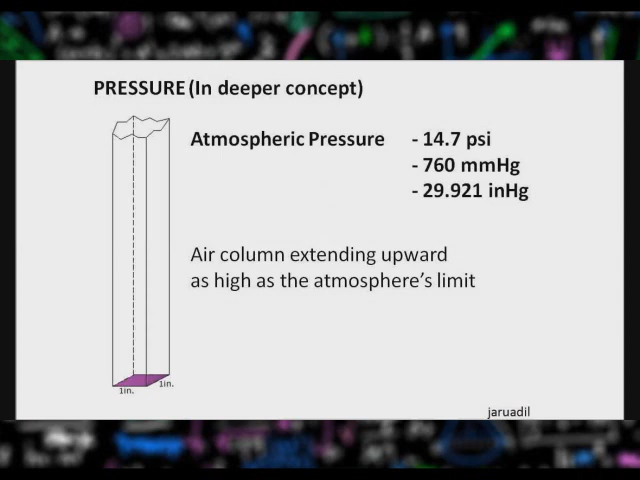 PRESSURE (In deeper concept)
Atmospheric Pressure - 14.7 psi
- 760 mmHg
- 29.921 inHg
Air column extending upward
as high as the atmosphere's limit
1in.
1in.
jaruadil